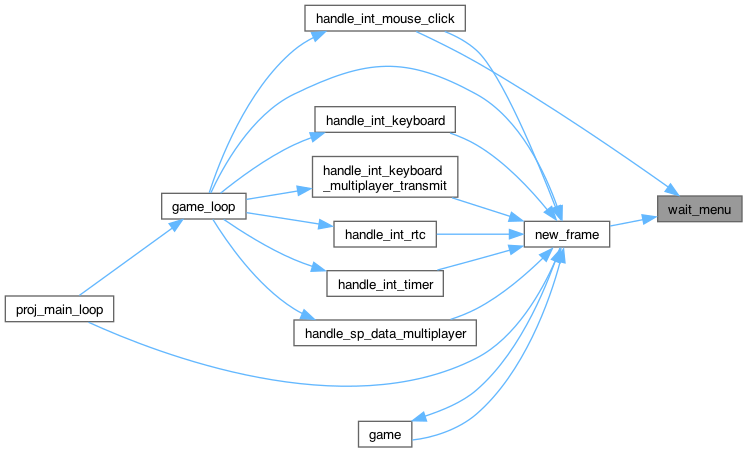 handle_int_mouse_click
handle_int_keyboard
handle_int_keyboard
_multiplayer_transmit
game_loop
wait_menu
handle_int_rtc
new_frame
handle_int_timer
proj_main_loop
handle_sp_data_multiplayer
game